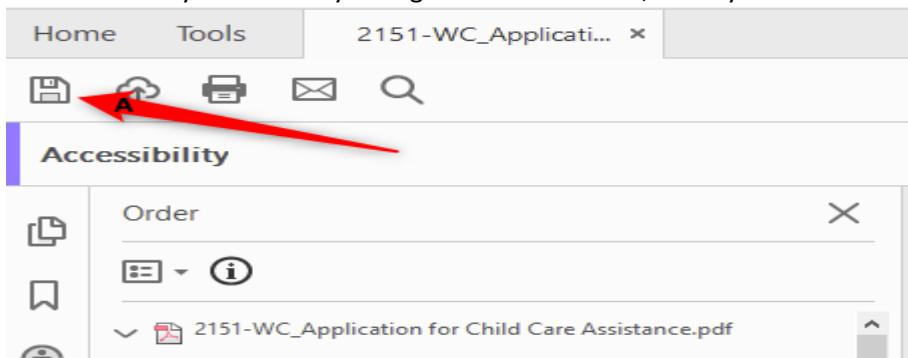 Home Tools 2151-WC_Applicati... ×
A
Accessibility
Order
2151-WC_Application for Child Care Assistance.pdf